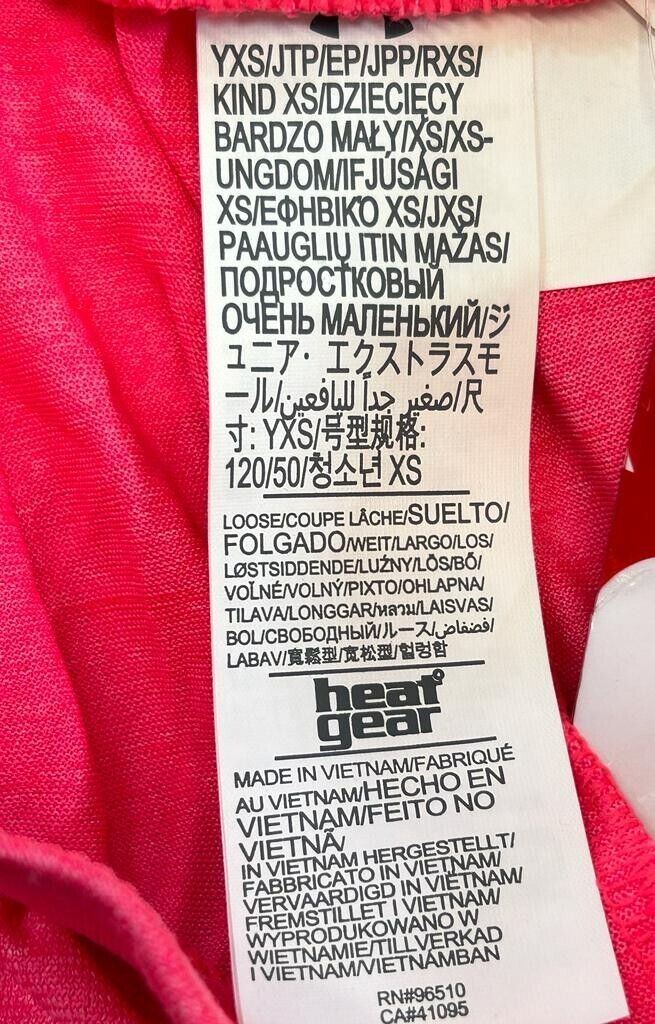 YXS/JTP/EP/JPP/RXS/
KIND XS/DZIECIĘCY
BARDZO MAŁY/XS/XS-
UNGDOM/IFJÚSÁGI
XS/ΕΦΗΒΙΚΌ XS/JXS/
PAAUGLIŲ ITIN MAŽAS/
ПОДРОСТКОВЫЙ
ОЧЕНЬ МАЛЕНЬКИЙ/ジ
ュニア・エクストラスモ
ール/صغير جداً لليافعين/尺
寸: YXS/号型规格:
120/50/청소년 XS
LOOSE/COUPE LÂCHE/SUELTO/
FOLGADO/WEIT/LARGO/LOS/
LØSTSIDDENDE/LUŹNY/LÖS/BŐ/
VOĽNÉ/VOLNÝ/PIXTO/OHLAPNA/
TILAVA/LONGGAR/หลวม/LAISVAS/
BOL/СВОБОДНЫЙ/ルース/فضفاض/
LABAV/寬鬆型/宽松型/헐렁함
heat
gear
MADE IN VIETNAM/FABRIQUÉ
AU VIETNAM/HECHO EN
VIETNAM/FEITO NO
VIETNÃ/
IN VIETNAM HERGESTELLT/
FABBRICATO IN VIETNAM/
VERVAARDIGD IN VIETNAM/
FREMSTILLET I VIETNAM/
WYPRODUKOWANO W
WIETNAMIE/TILLVERKAD
I VIETNAM/VIETNÁMBAN
RN#96510
CA#41095